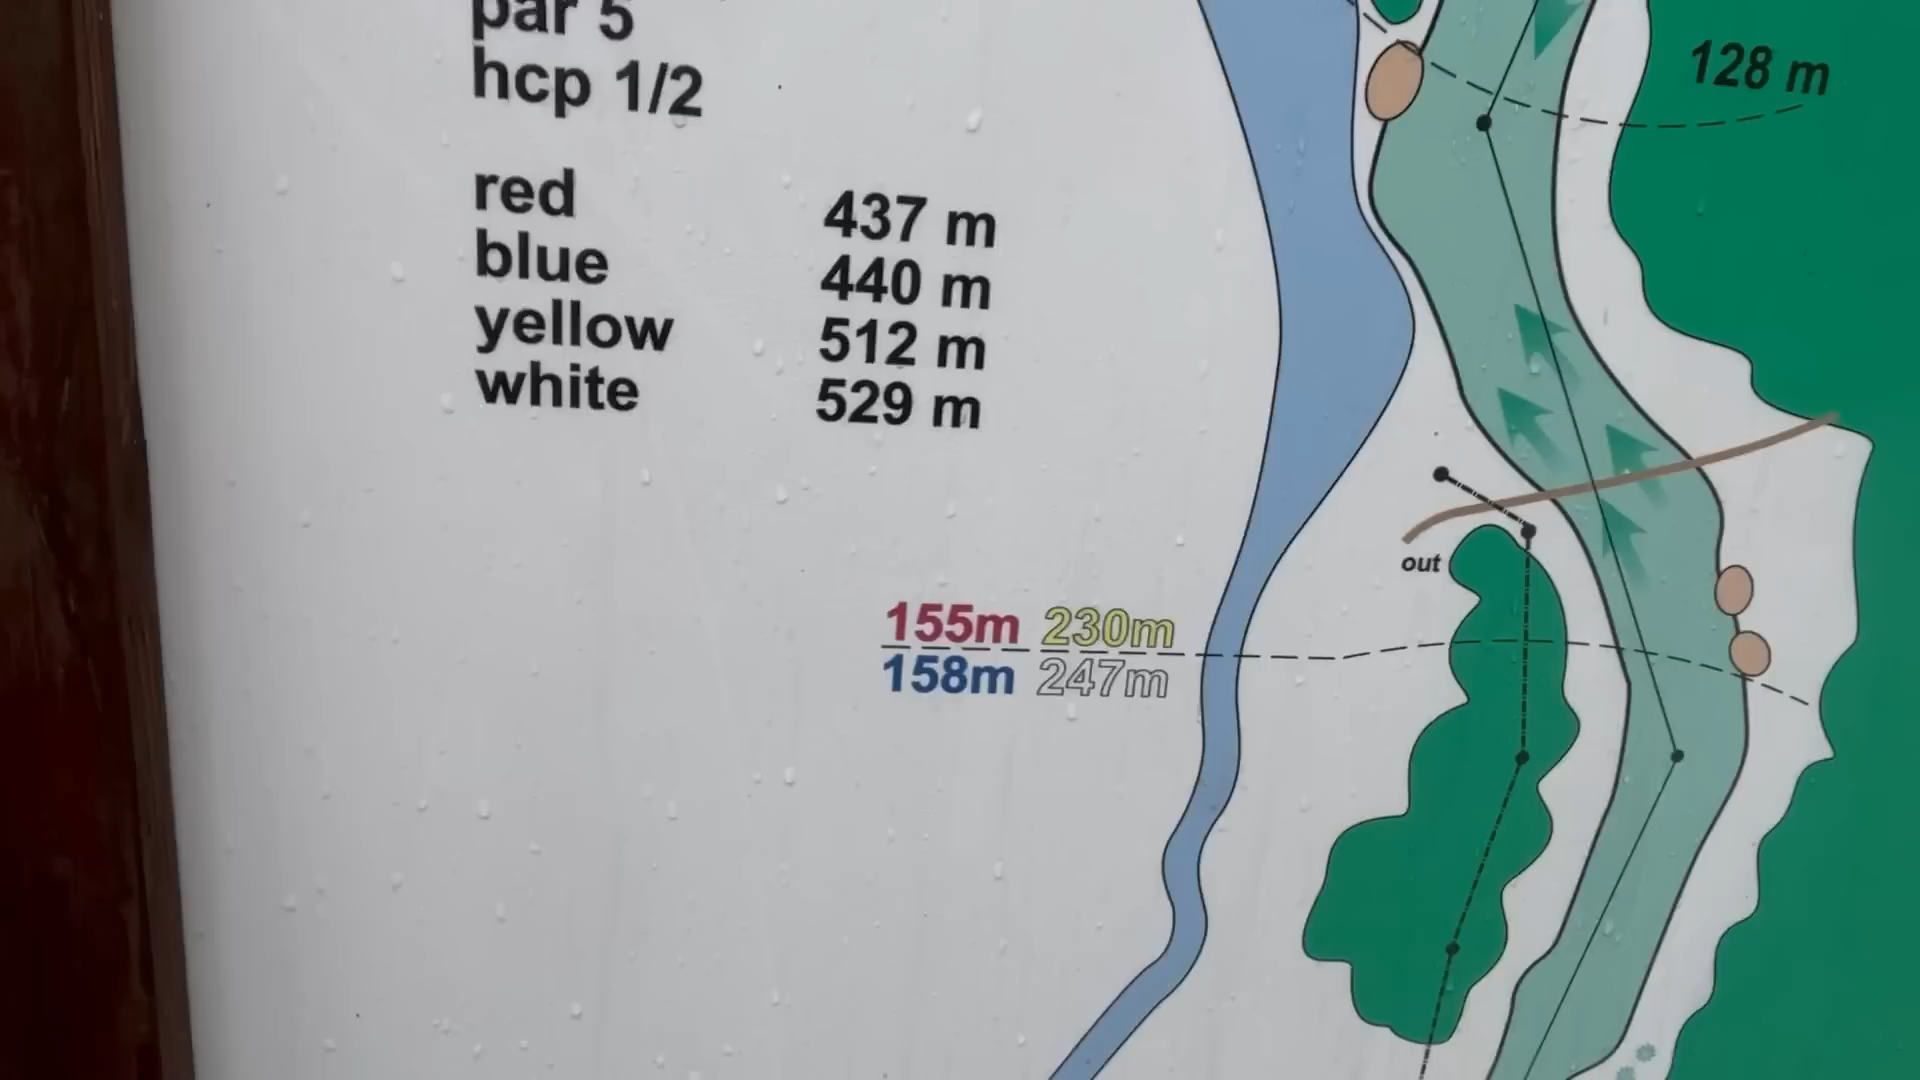 par 5
hcp 1/2
128 m
red 437 m
blue 440 m
yellow 512 m
white 529 m
out
155m 230m
158m 247m